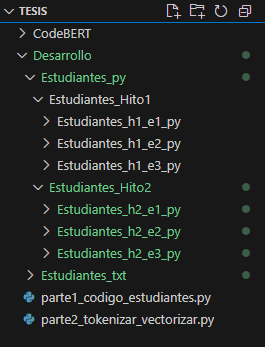 TESIS
CodeBERT
Desarrollo
Estudiantes_py
Estudiantes_Hito1
Estudiantes_h1_e1_py
Estudiantes_h1_e2_py
Estudiantes_h1_e3_py
Estudiantes_Hito2
Estudiantes_h2_e1_py
Estudiantes_h2_e2_py
Estudiantes_h2_e3_py
Estudiantes_txt
parte1_codigo_estudiantes.py
parte2_tokenizar_vectorizar.py